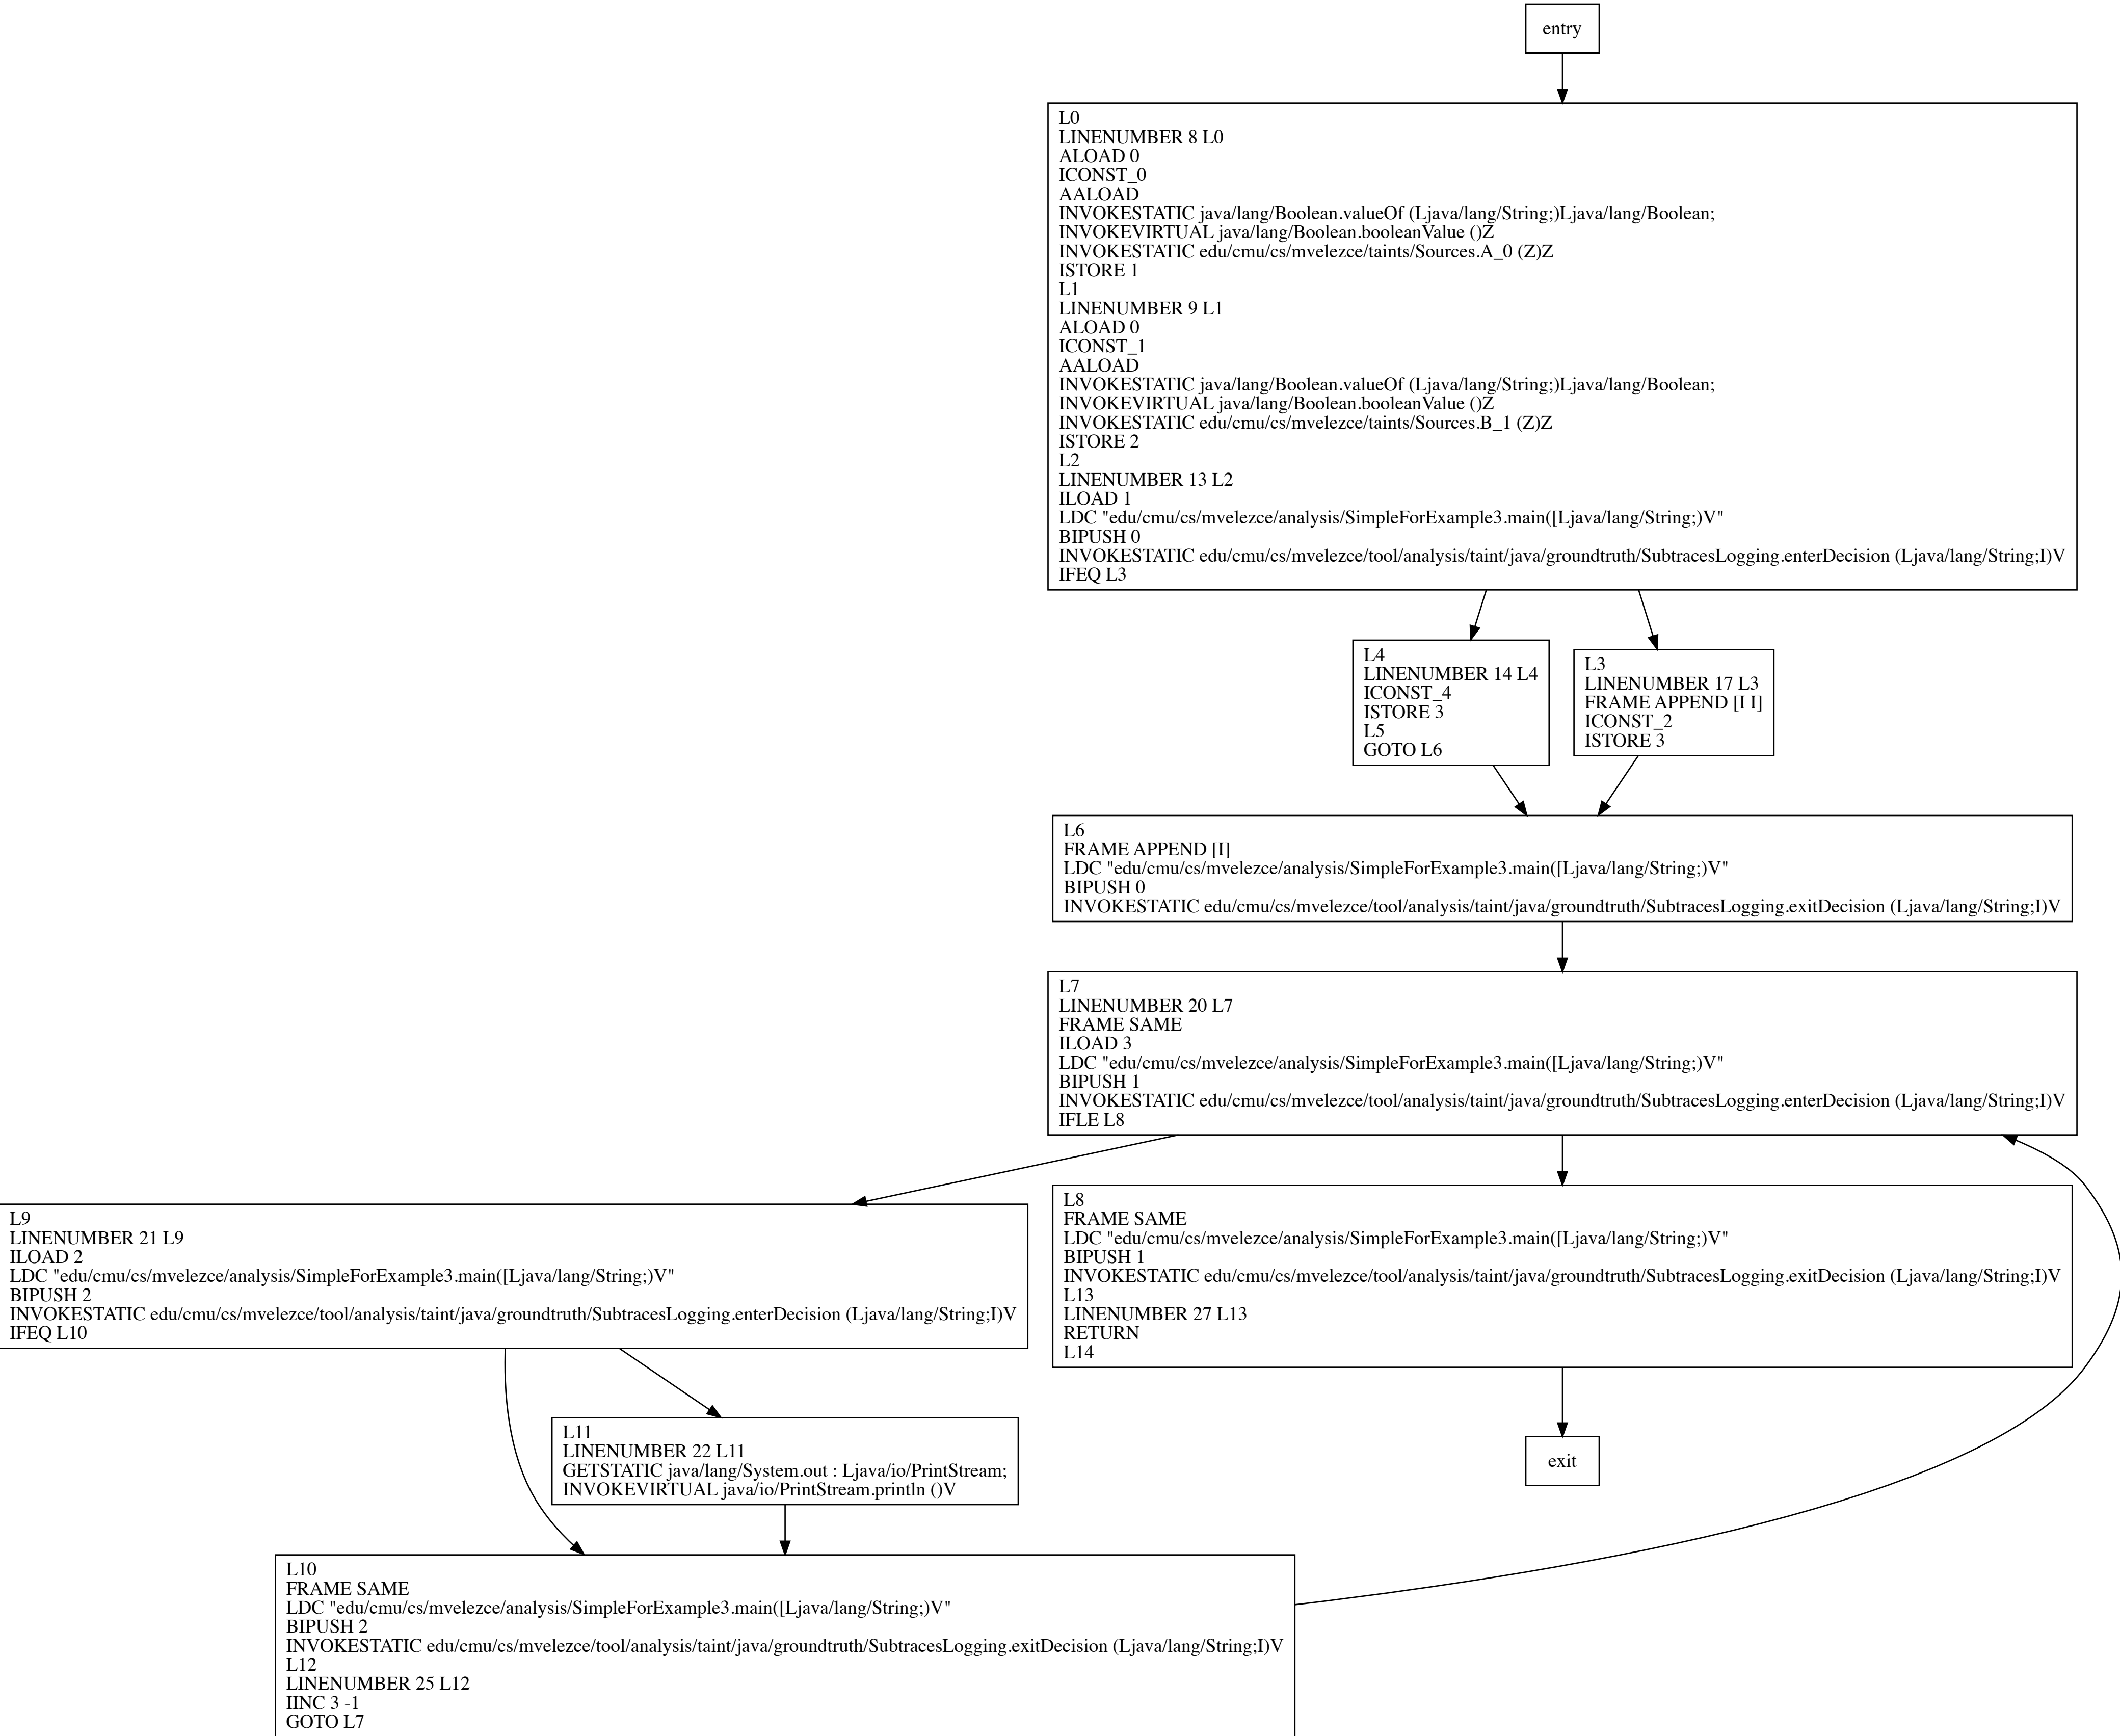 entry
L0
LINENUMBER 8 L0
ALOAD 0
ICONST_0
AALOAD
INVOKESTATIC java/lang/Boolean.valueOf (Ljava/lang/String;)Ljava/lang/Boolean;
INVOKEVIRTUAL java/lang/Boolean.booleanValue ()Z
INVOKESTATIC edu/cmu/cs/mvelezce/taints/Sources.A_0 (Z)Z
ISTORE 1
L1
LINENUMBER 9 L1
ALOAD 0
ICONST_1
AALOAD
INVOKESTATIC java/lang/Boolean.valueOf (Ljava/lang/String;)Ljava/lang/Boolean;
INVOKEVIRTUAL java/lang/Boolean.booleanValue ()Z
INVOKESTATIC edu/cmu/cs/mvelezce/taints/Sources.B_1 (Z)Z
ISTORE 2
L2
LINENUMBER 13 L2
ILOAD 1
LDC "edu/cmu/cs/mvelezce/analysis/SimpleForExample3.main([Ljava/lang/String;)V"
BIPUSH 0
INVOKESTATIC edu/cmu/cs/mvelezce/tool/analysis/taint/java/groundtruth/SubtracesLogging.enterDecision (Ljava/lang/String;I)V
IFEQ L3
L4
LINENUMBER 14 L4
ICONST_4
ISTORE 3
L5
GOTO L6
L3
LINENUMBER 17 L3
FRAME APPEND [I I]
ICONST_2
ISTORE 3
L6
FRAME APPEND [I]
LDC "edu/cmu/cs/mvelezce/analysis/SimpleForExample3.main([Ljava/lang/String;)V"
BIPUSH 0
INVOKESTATIC edu/cmu/cs/mvelezce/tool/analysis/taint/java/groundtruth/SubtracesLogging.exitDecision (Ljava/lang/String;I)V
L7
LINENUMBER 20 L7
FRAME SAME
ILOAD 3
LDC "edu/cmu/cs/mvelezce/analysis/SimpleForExample3.main([Ljava/lang/String;)V"
BIPUSH 1
INVOKESTATIC edu/cmu/cs/mvelezce/tool/analysis/taint/java/groundtruth/SubtracesLogging.enterDecision (Ljava/lang/String;I)V
IFLE L8
L9
LINENUMBER 21 L9
ILOAD 2
LDC "edu/cmu/cs/mvelezce/analysis/SimpleForExample3.main([Ljava/lang/String;)V"
BIPUSH 2
INVOKESTATIC edu/cmu/cs/mvelezce/tool/analysis/taint/java/groundtruth/SubtracesLogging.enterDecision (Ljava/lang/String;I)V
IFEQ L10
L8
FRAME SAME
LDC "edu/cmu/cs/mvelezce/analysis/SimpleForExample3.main([Ljava/lang/String;)V"
BIPUSH 1
INVOKESTATIC edu/cmu/cs/mvelezce/tool/analysis/taint/java/groundtruth/SubtracesLogging.exitDecision (Ljava/lang/String;I)V
L13
LINENUMBER 27 L13
RETURN
L14
L11
LINENUMBER 22 L11
GETSTATIC java/lang/System.out : Ljava/io/PrintStream;
INVOKEVIRTUAL java/io/PrintStream.println ()V
exit
L10
FRAME SAME
LDC "edu/cmu/cs/mvelezce/analysis/SimpleForExample3.main([Ljava/lang/String;)V"
BIPUSH 2
INVOKESTATIC edu/cmu/cs/mvelezce/tool/analysis/taint/java/groundtruth/SubtracesLogging.exitDecision (Ljava/lang/String;I)V
L12
LINENUMBER 25 L12
IINC 3 -1
GOTO L7